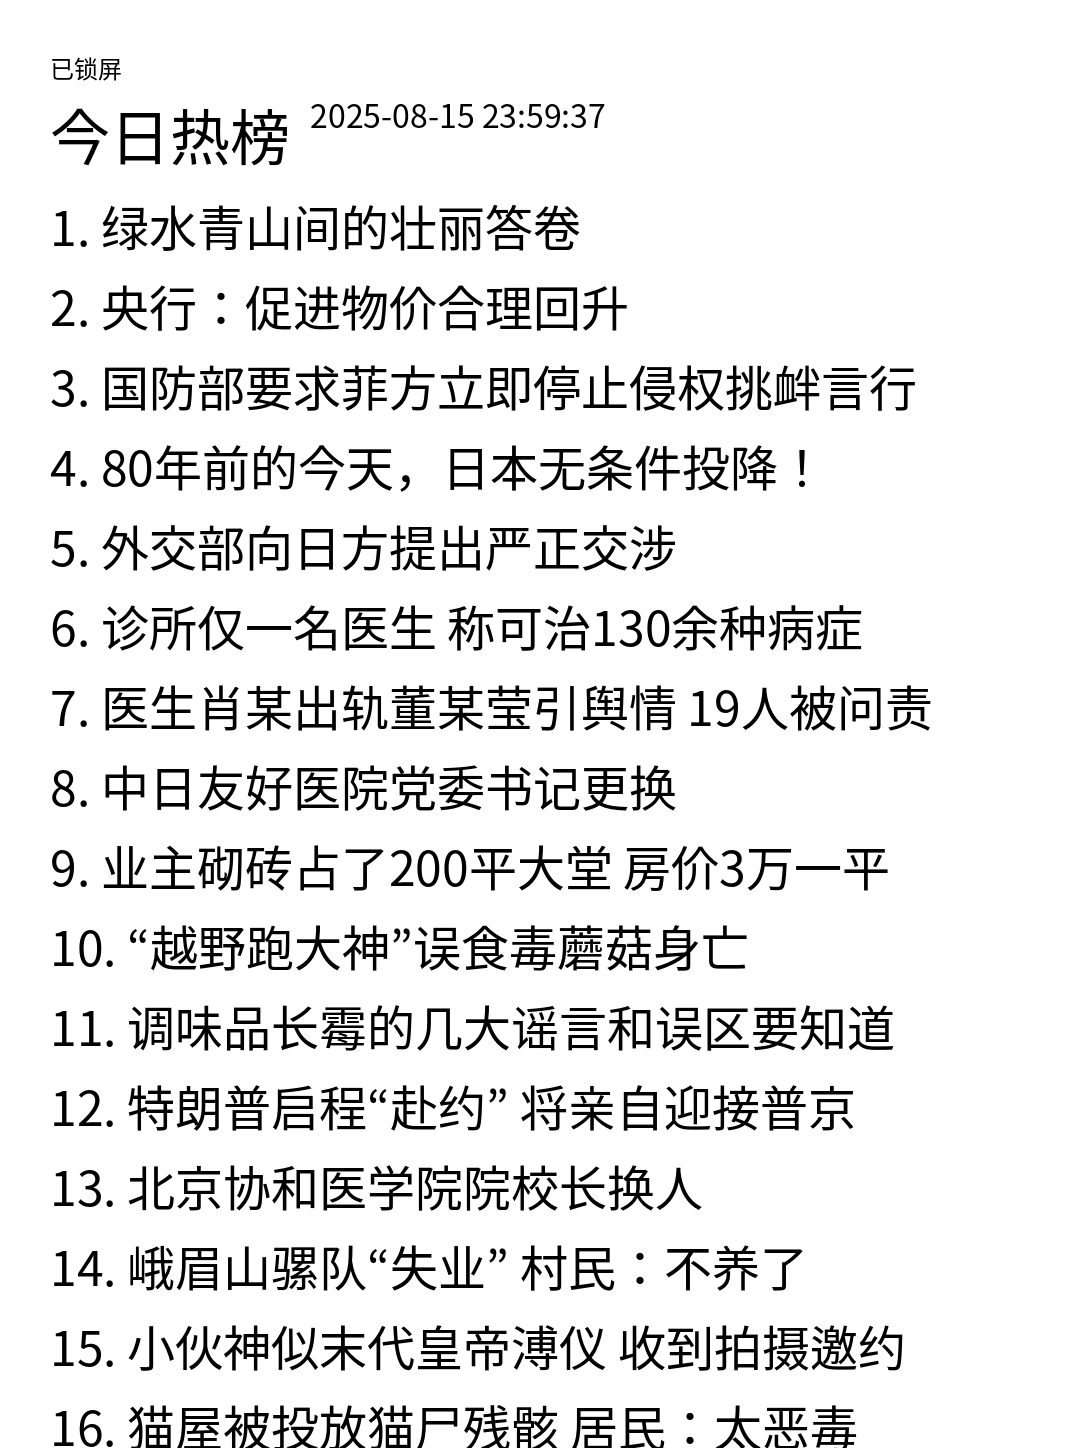 已锁屏
今日热榜 2025-08-15 23:59:37
1. 绿水青山间的壮丽答卷
2. 央行：促进物价合理回升
3. 国防部要求菲方立即停止侵权挑衅言行
4. 80年前的今天，日本无条件投降！
5. 外交部向日方提出严正交涉
6. 诊所仅一名医生 称可治130余种病症
7. 医生肖某出轨董某莹引舆情 19人被问责
8. 中日友好医院党委书记更换
9. 业主砌砖占了200平大堂 房价3万一平
10. “越野跑大神”误食毒蘑菇身亡
11. 调味品长霉的几大谣言和误区要知道
12. 特朗普启程“赴约” 将亲自迎接普京
13. 北京协和医学院院校长换人
14. 峨眉山骡队“失业” 村民：不养了
15. 小伙神似末代皇帝溥仪 收到拍摄邀约
16. 猫屋被投放猫尸残骸 居民：太恶毒